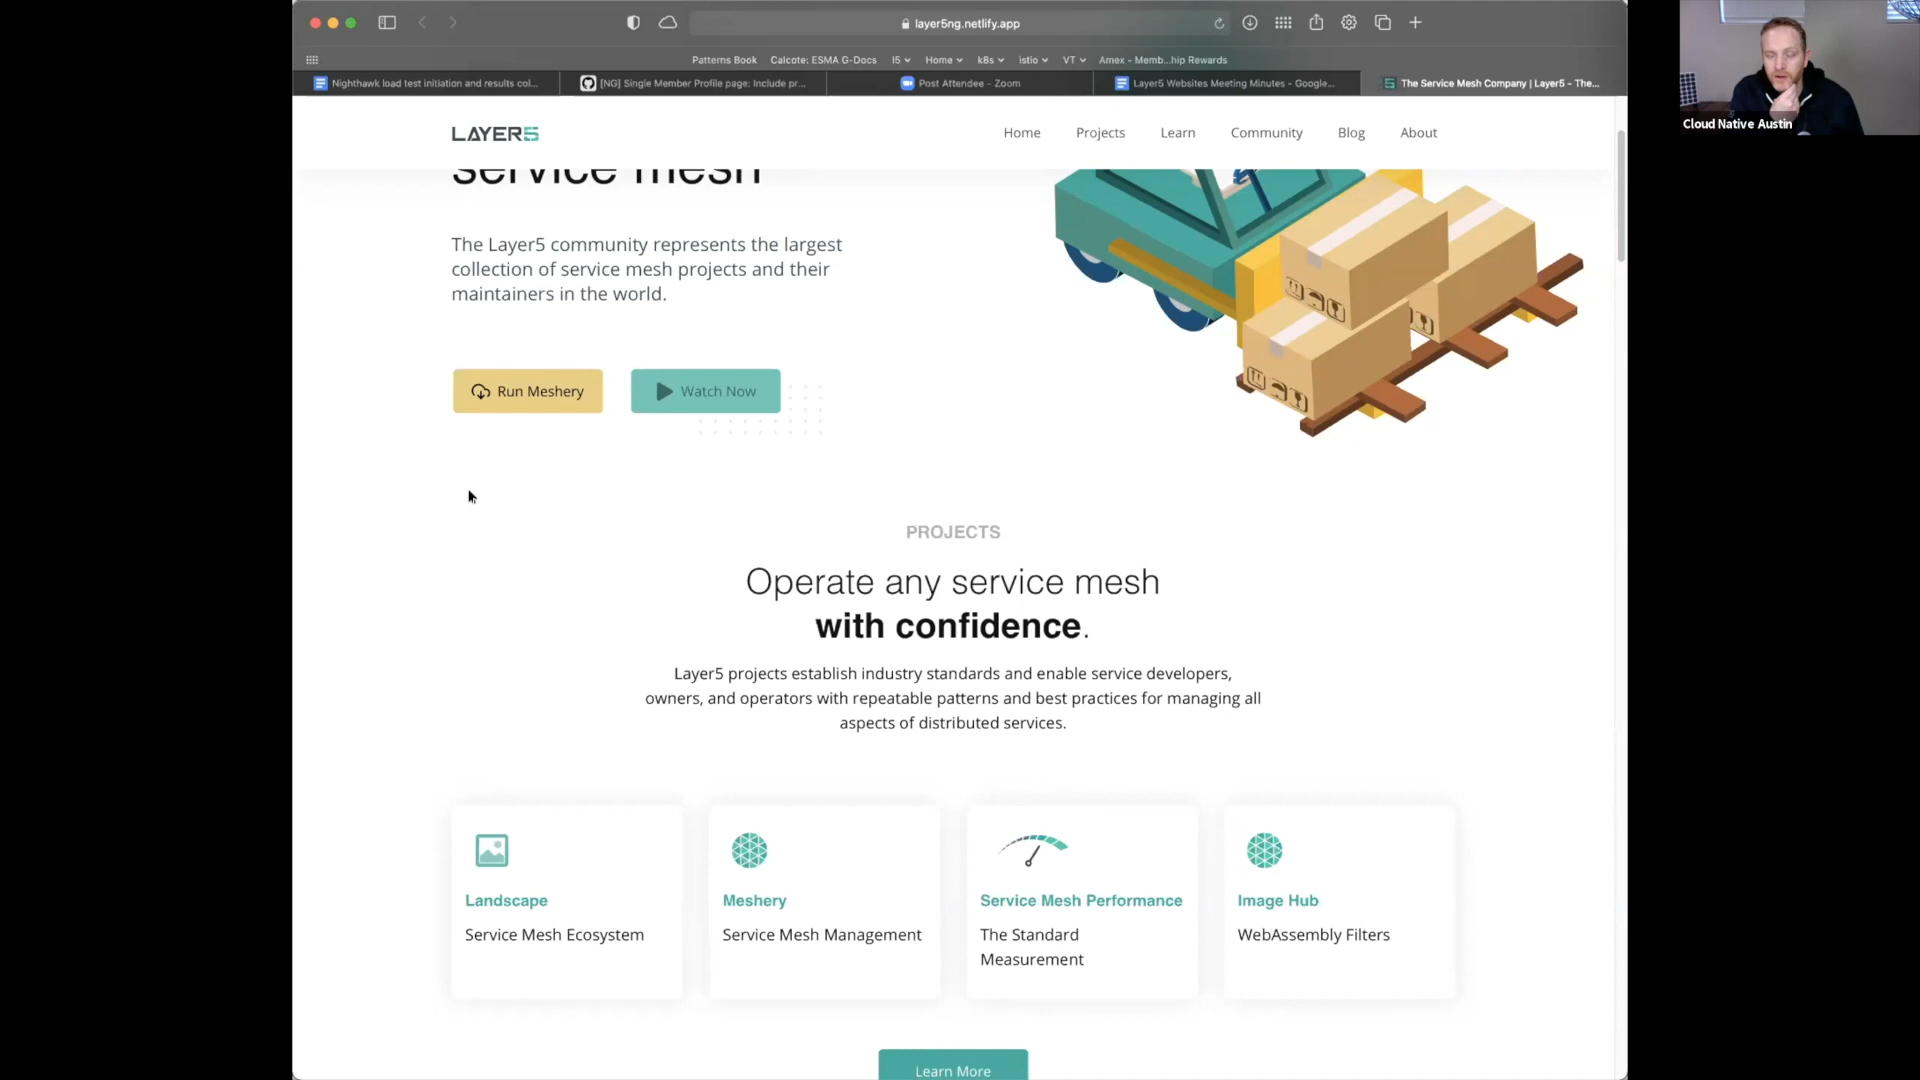 layer5ng.netlify.app
Patterns Book Calcote: ESMA G-Docs l5 Home k8s istio VT Amex - Memb...hip Rewards
Nighthawk load test initiation and results col...
[NG] Single Member Profile page: Include pr...
Post Attendee - Zoom
Layer5 Websites Meeting Minutes - Google...
The Service Mesh Company | Layer5 - The...
Cloud Native Austin
LAYER5
Home Projects Learn Community Blog About
service mesh
The Layer5 community represents the largest
collection of service mesh projects and their
maintainers in the world.
Run Meshery
Watch Now
PROJECTS
Operate any service mesh
with confidence.
Layer5 projects establish industry standards and enable service developers,
owners, and operators with repeatable patterns and best practices for managing all
aspects of distributed services.
Landscape
Service Mesh Ecosystem
Meshery
Service Mesh Management
Service Mesh Performance
The Standard
Measurement
Image Hub
WebAssembly Filters
Learn More